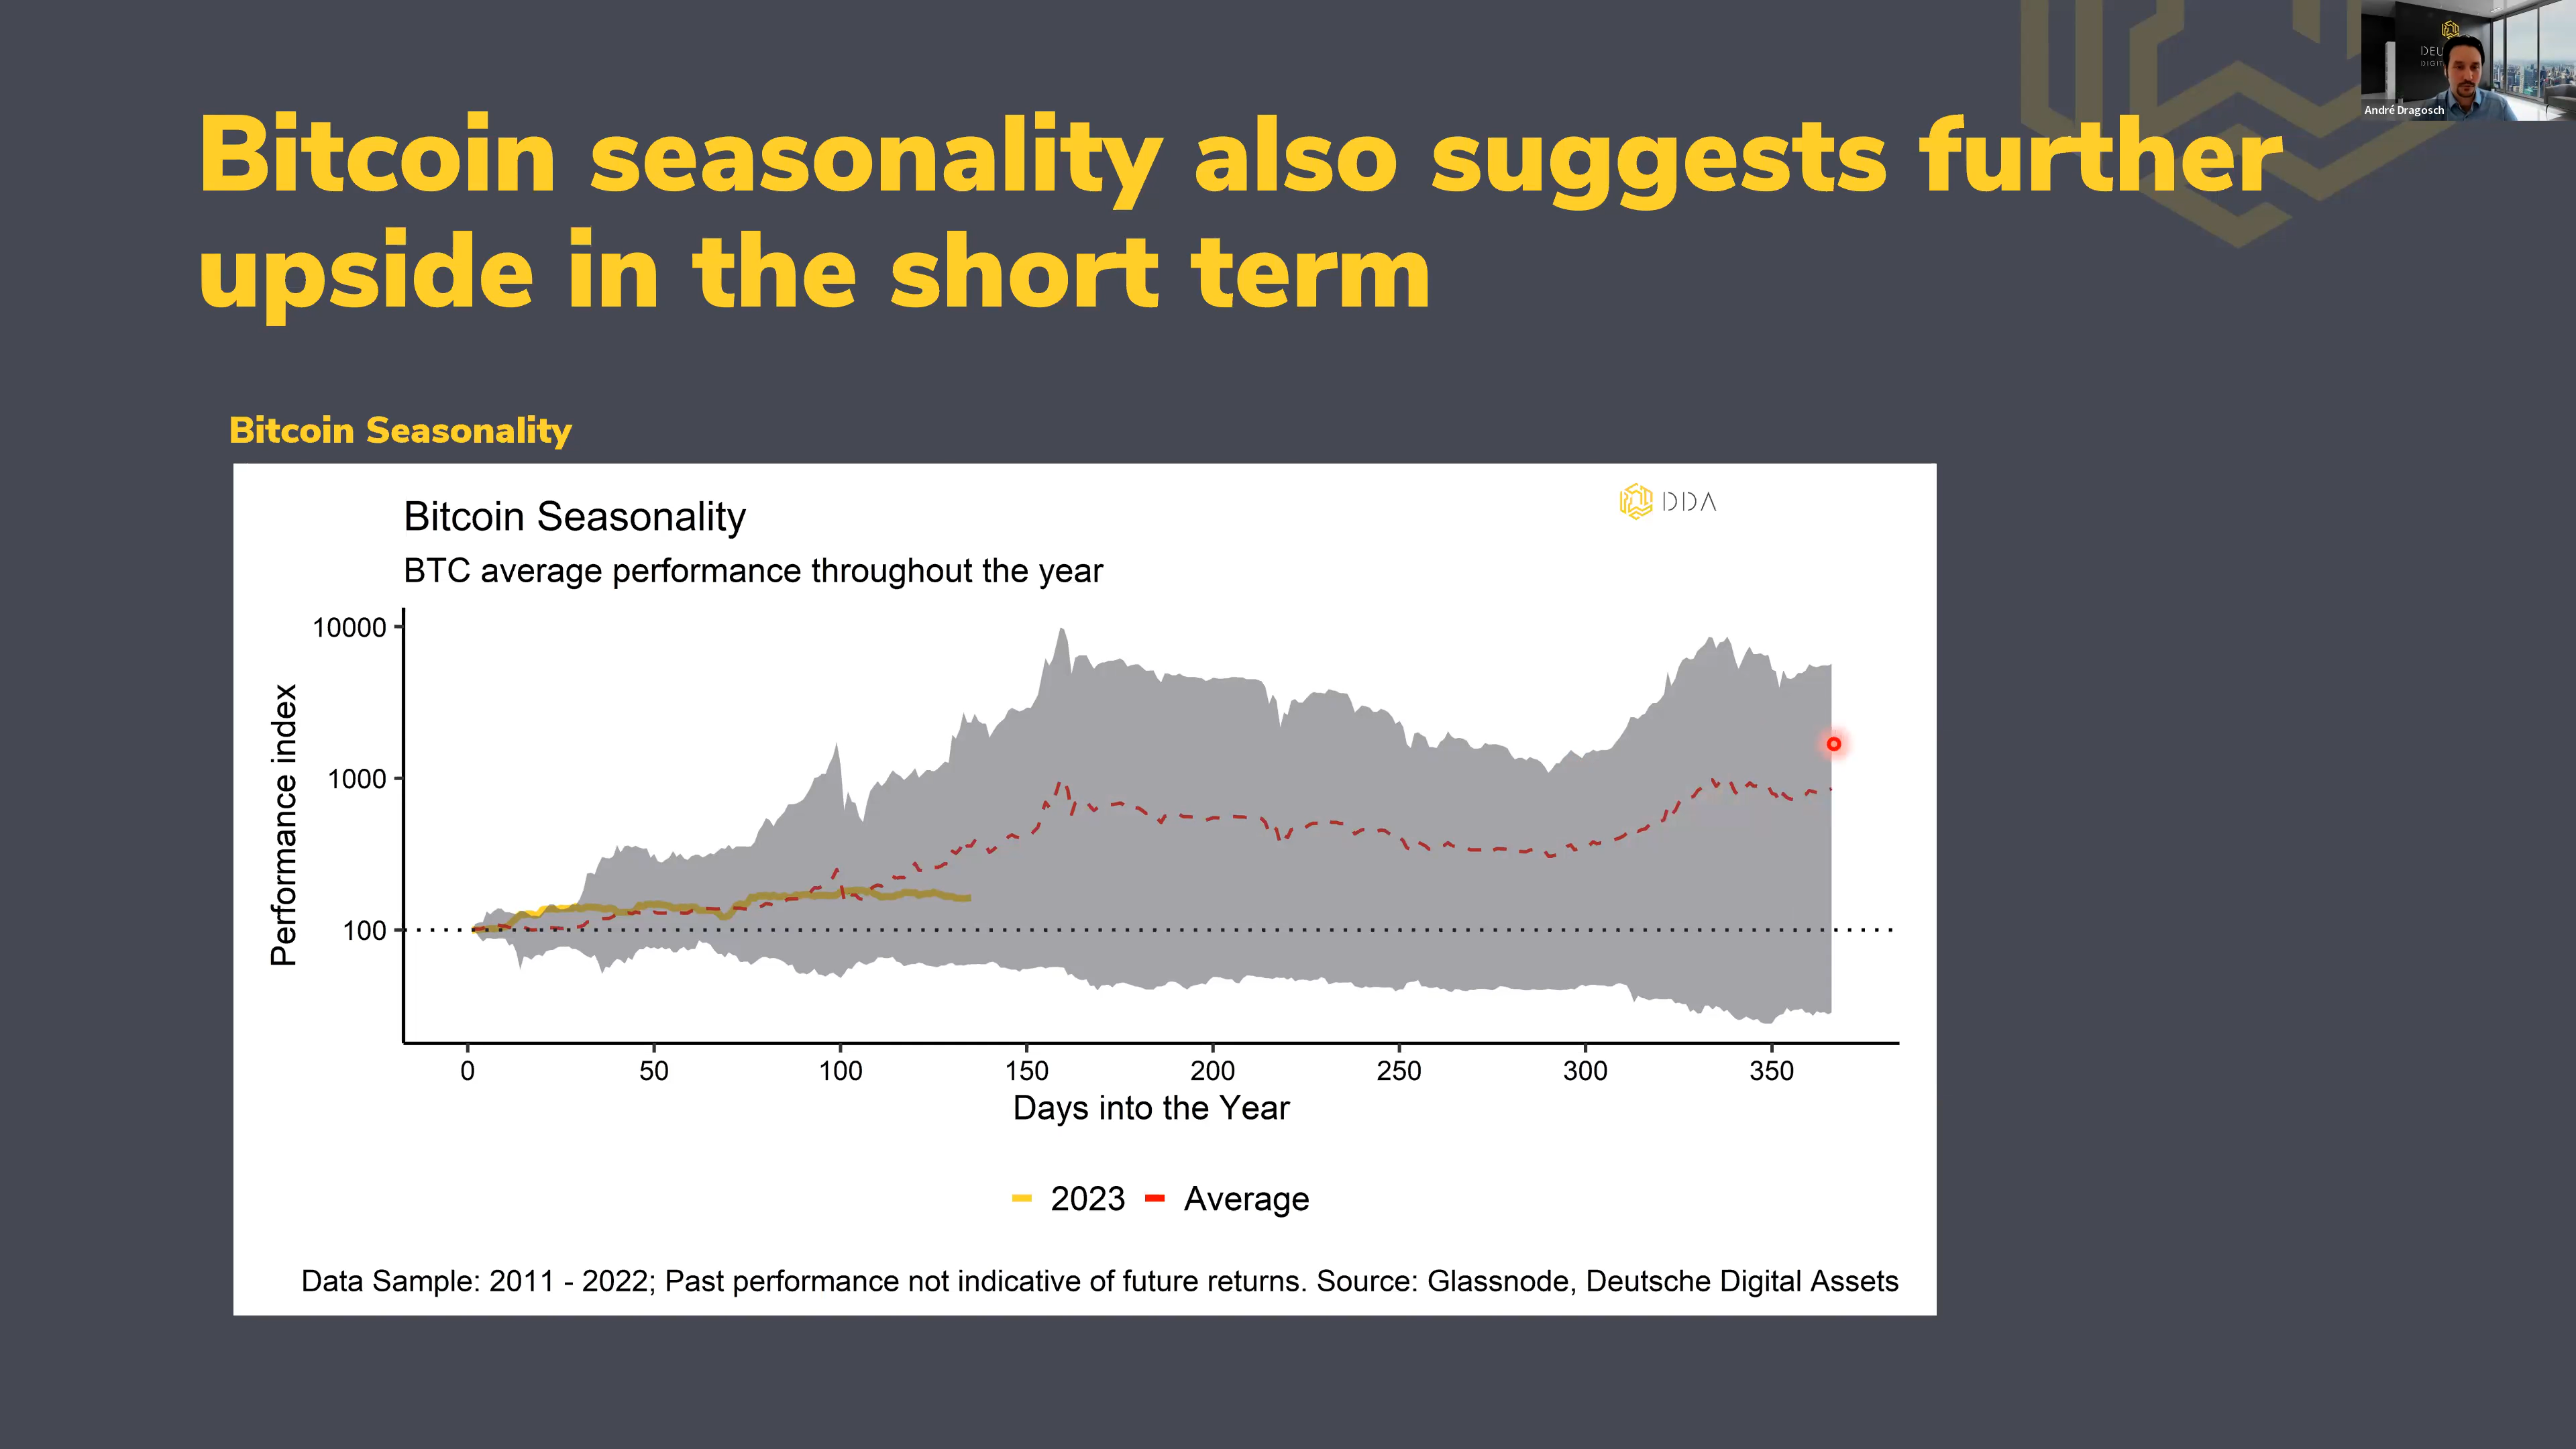 DEU
DIGIT
André Dragosch
Bitcoin seasonality also suggests further
upside in the short term
Bitcoin Seasonality
DDA
Bitcoin Seasonality
BTC average performance throughout the year
Performance index
10000
1000
100
0 50 100 150 200 250 300 350
Days into the Year
2023 Average
Data Sample: 2011 - 2022; Past performance not indicative of future returns. Source: Glassnode, Deutsche Digital Assets